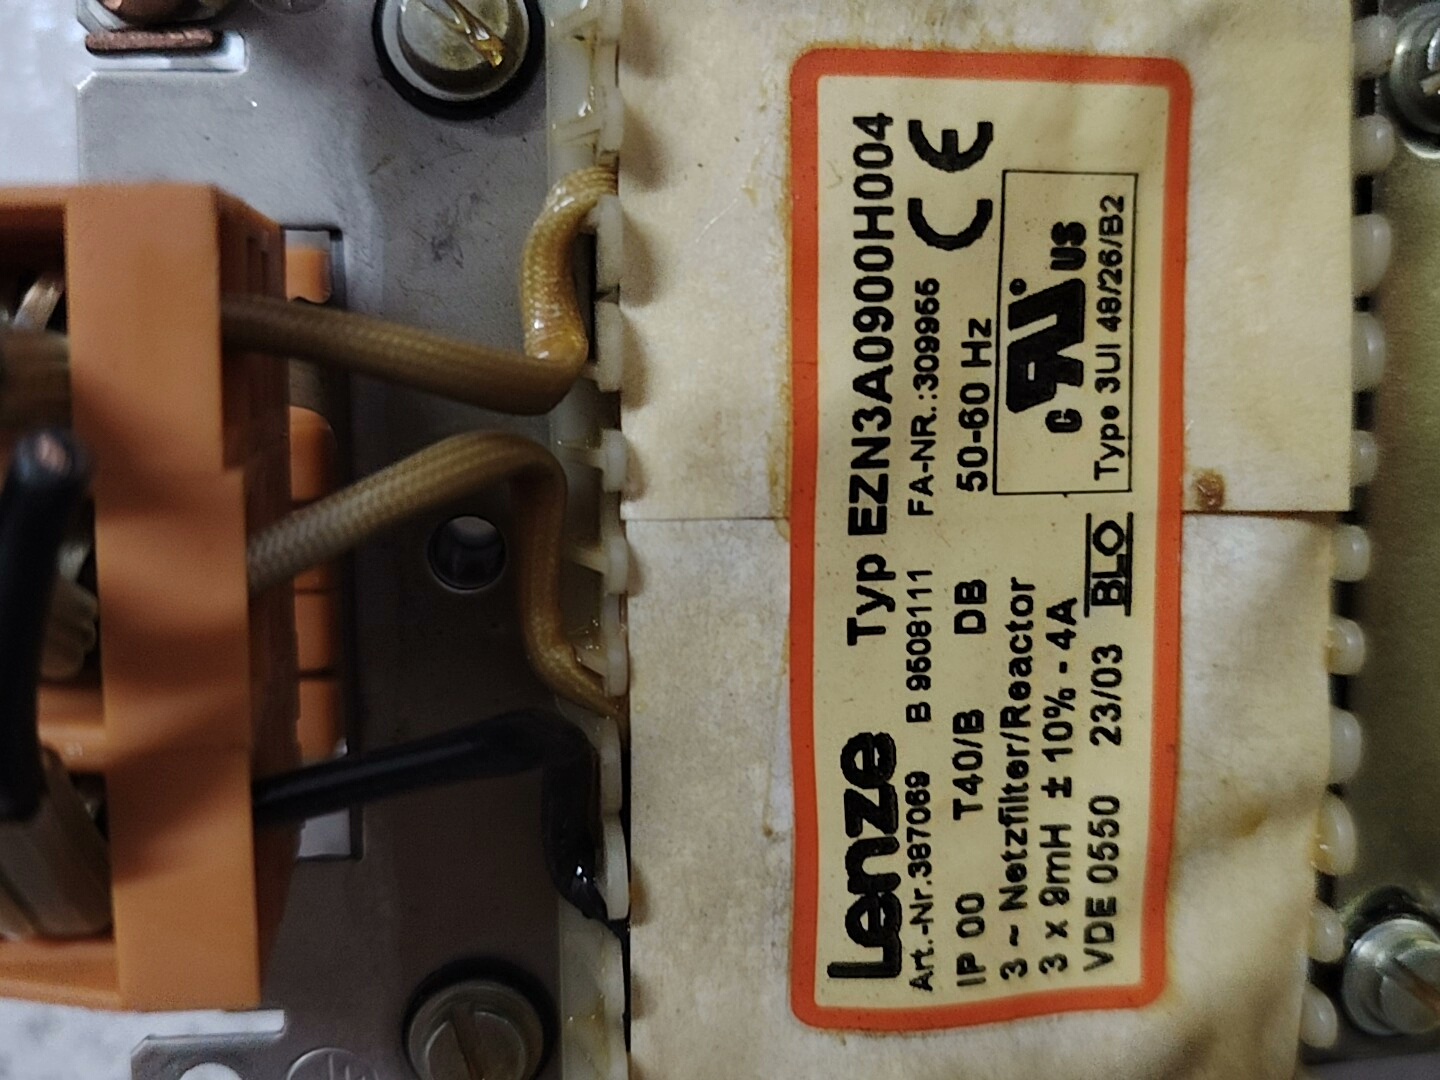 Lenze Typ EZN3A0900H004
Art.-Nr.387069 B 9508111 FA-NR.:309955 CE
IP 00 T40/B DB 50-60 Hz
3 ~ Netzfilter/Reactor
3 x 9mH ± 10% - 4A
VDE 0550 23/03 BLO
c RU US
Type 3UI 48/26/B2